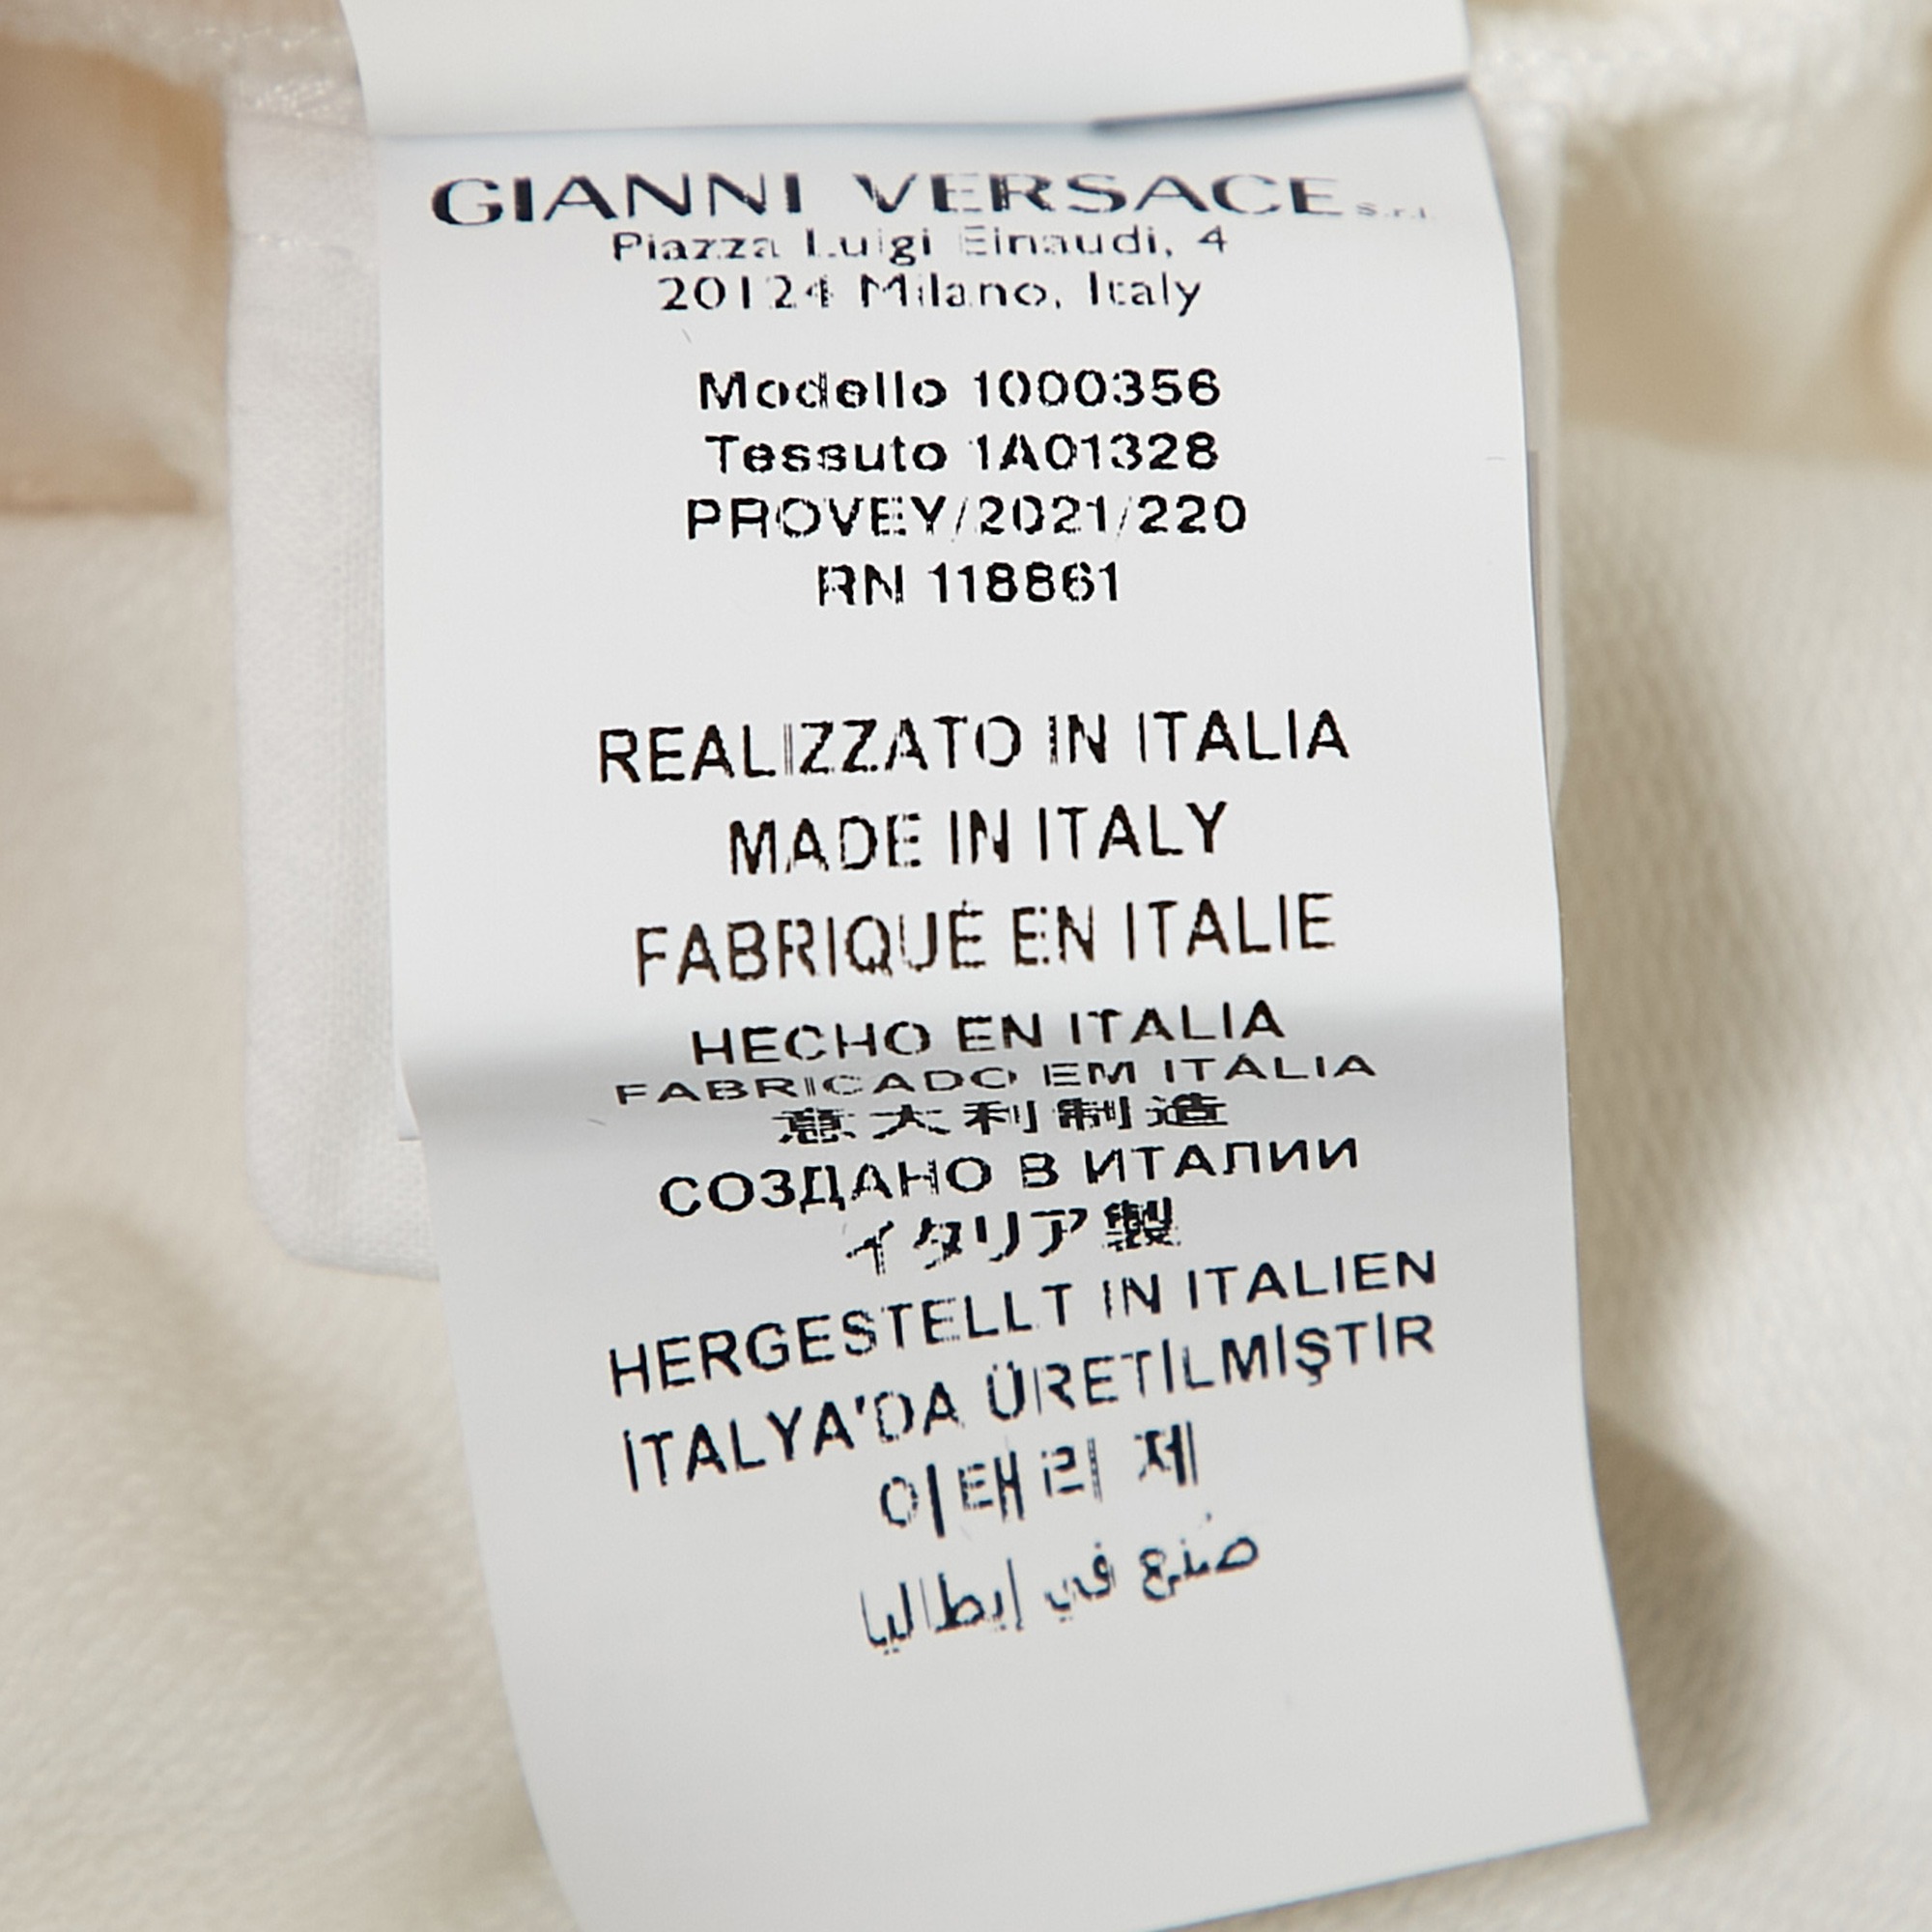 GIANNI VERSACE s.r.l.
Piazza Luigi Einaudi, 4
20124 Milano, Italy
Modello 1000356
Tessuto 1A01328
PROVEY/2021/220
RN 118861
REALIZZATO IN ITALIA
MADE IN ITALY
FABRIQUÉ EN ITALIE
HECHO EN ITALIA
FABRICADO EM ITÁLIA
意大利制造
СОЗДАНО В ИТАЛИИ
イタリア製
HERGESTELLT IN ITALIEN
İTALYA'DA ÜRETİLMİŞTİR
이태리 제
صُنع في إيطاليا